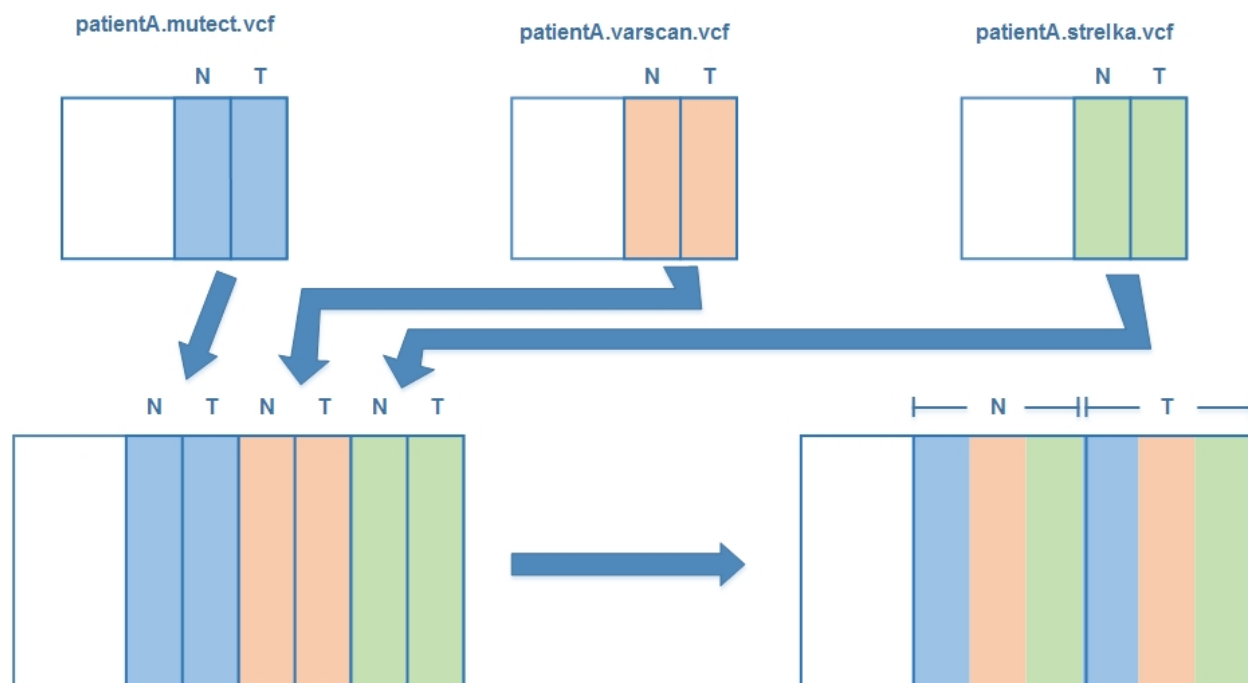 patientA.mutect.vcf
patientA.varscan.vcf
patientA.strelka.vcf
N T
N T
N T
N T N T N T
N T